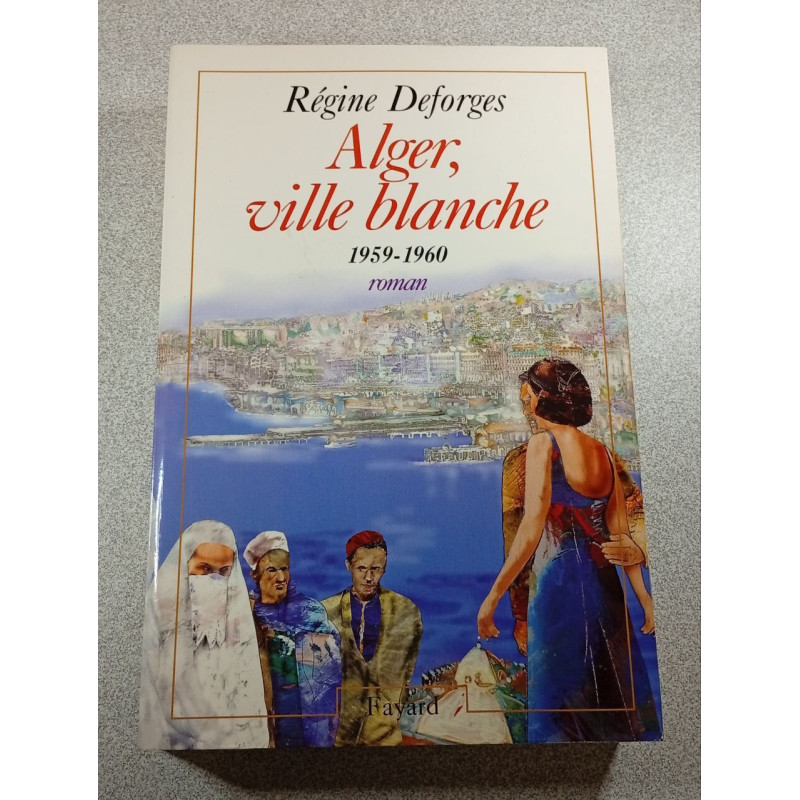 Régine Deforges
Alger,
ville blanche
1959-1960
roman
Fayard